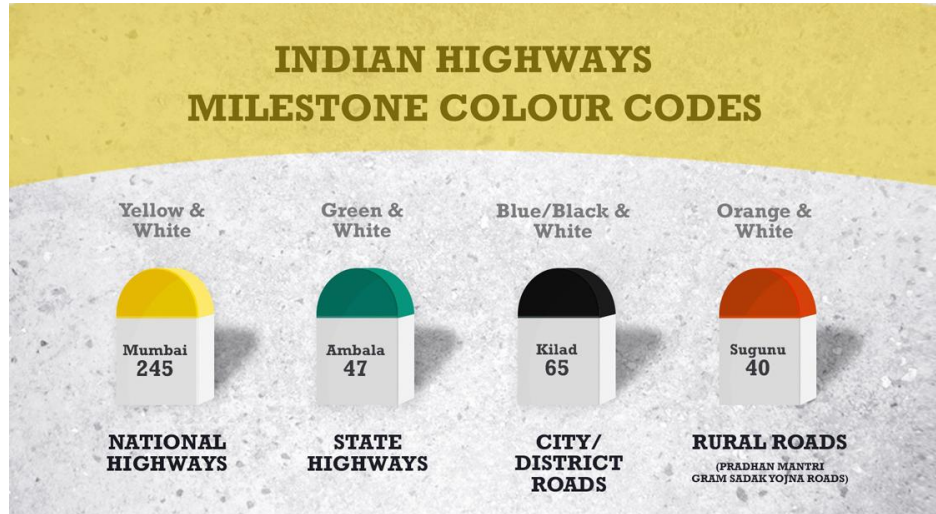 INDIAN HIGHWAYS
MILESTONE COLOUR CODES
Yellow &
White
Mumbai
245
NATIONAL
HIGHWAYS
Green &
White
Ambala
47
STATE
HIGHWAYS
Blue/Black &
White
Kilad
65
CITY/
DISTRICT
ROADS
Orange &
White
Sugunu
40
RURAL ROADS
(PRADHAN MANTRI
GRAM SADAK YOJNA ROADS)